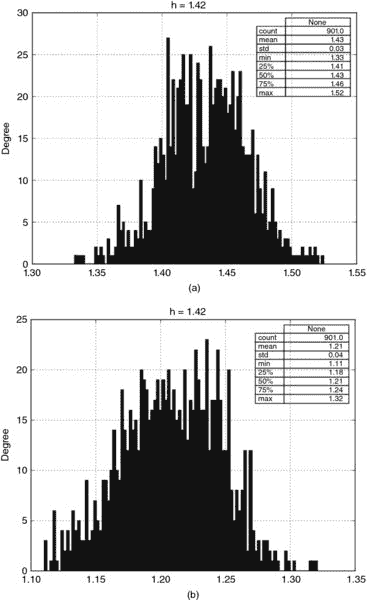 h = 1.42
30
25
20
15
10
5
0
Degree
None
count 901.0
mean 1.43
std 0.03
min 1.33
25% 1.41
50% 1.43
75% 1.46
max 1.52
1.30 1.35 1.40 1.45 1.50 1.55
(a)
h = 1.42
25
20
15
10
5
0
Degree
None
count 901.0
mean 1.21
std 0.04
min 1.11
25% 1.18
50% 1.21
75% 1.24
max 1.32
1.10 1.15 1.20 1.25 1.30 1.35
(b)